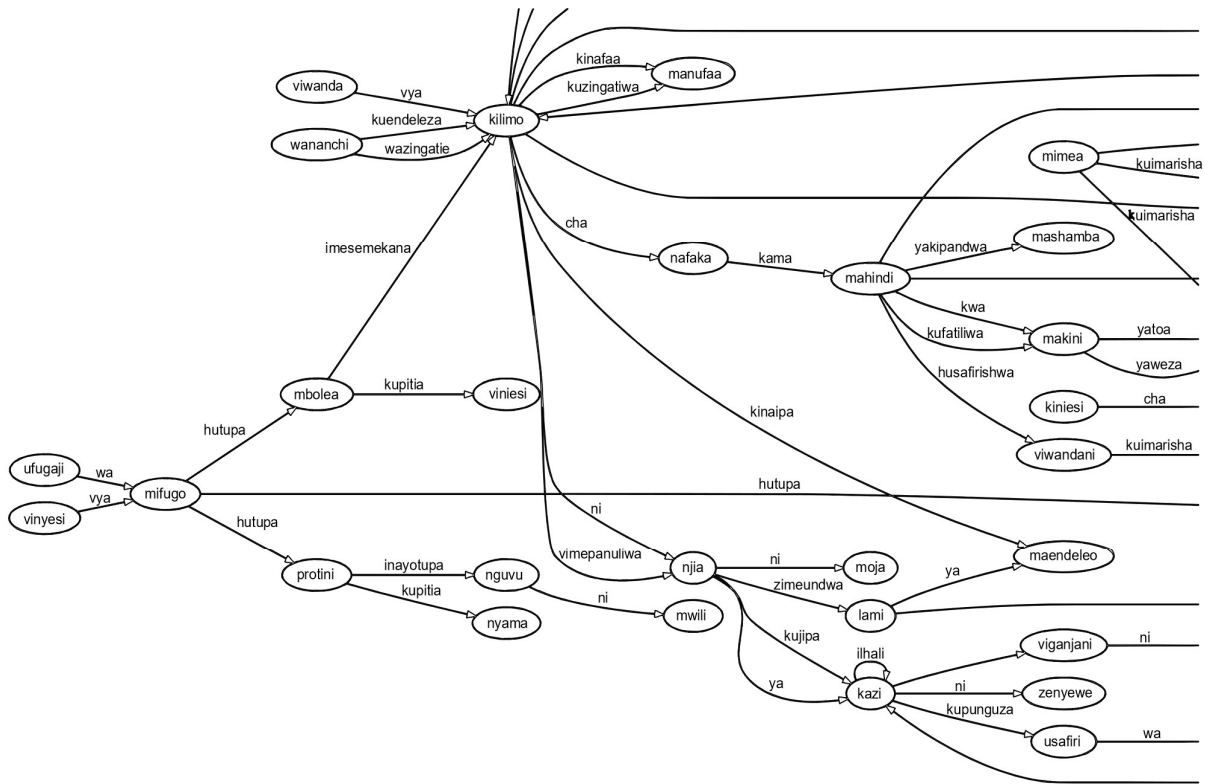 kinafaa
manufaa
viwanda
kuzingatiwa
vya
kuendeleza
kilimo
wananchi
wazingatie
mimea
kuimarisha
kuimarisha
cha
mashamba
imesemekana
yakipandwa
nafaka
kama
mahindi
kwa
kufatiliwa
makini
yatoa
yaweza
husafirishwa
mbolea
kupitia
viniesi
kiniesi
cha
kinaipa
hutupa
viwandani
kuimarisha
ufugaji
wa
mifugo
hutupa
vya
vinyesi
ni
hutupa
vimepanuliwa
maendeleo
protini
inayotupa
nguvu
njia
ni
moja
ya
zimeundwa
kupitia
ni
nyama
mwili
lami
kujipa
ilhali
viganjani
ni
ya
kazi
ni
zenyewe
kupunguza
usafiri
wa